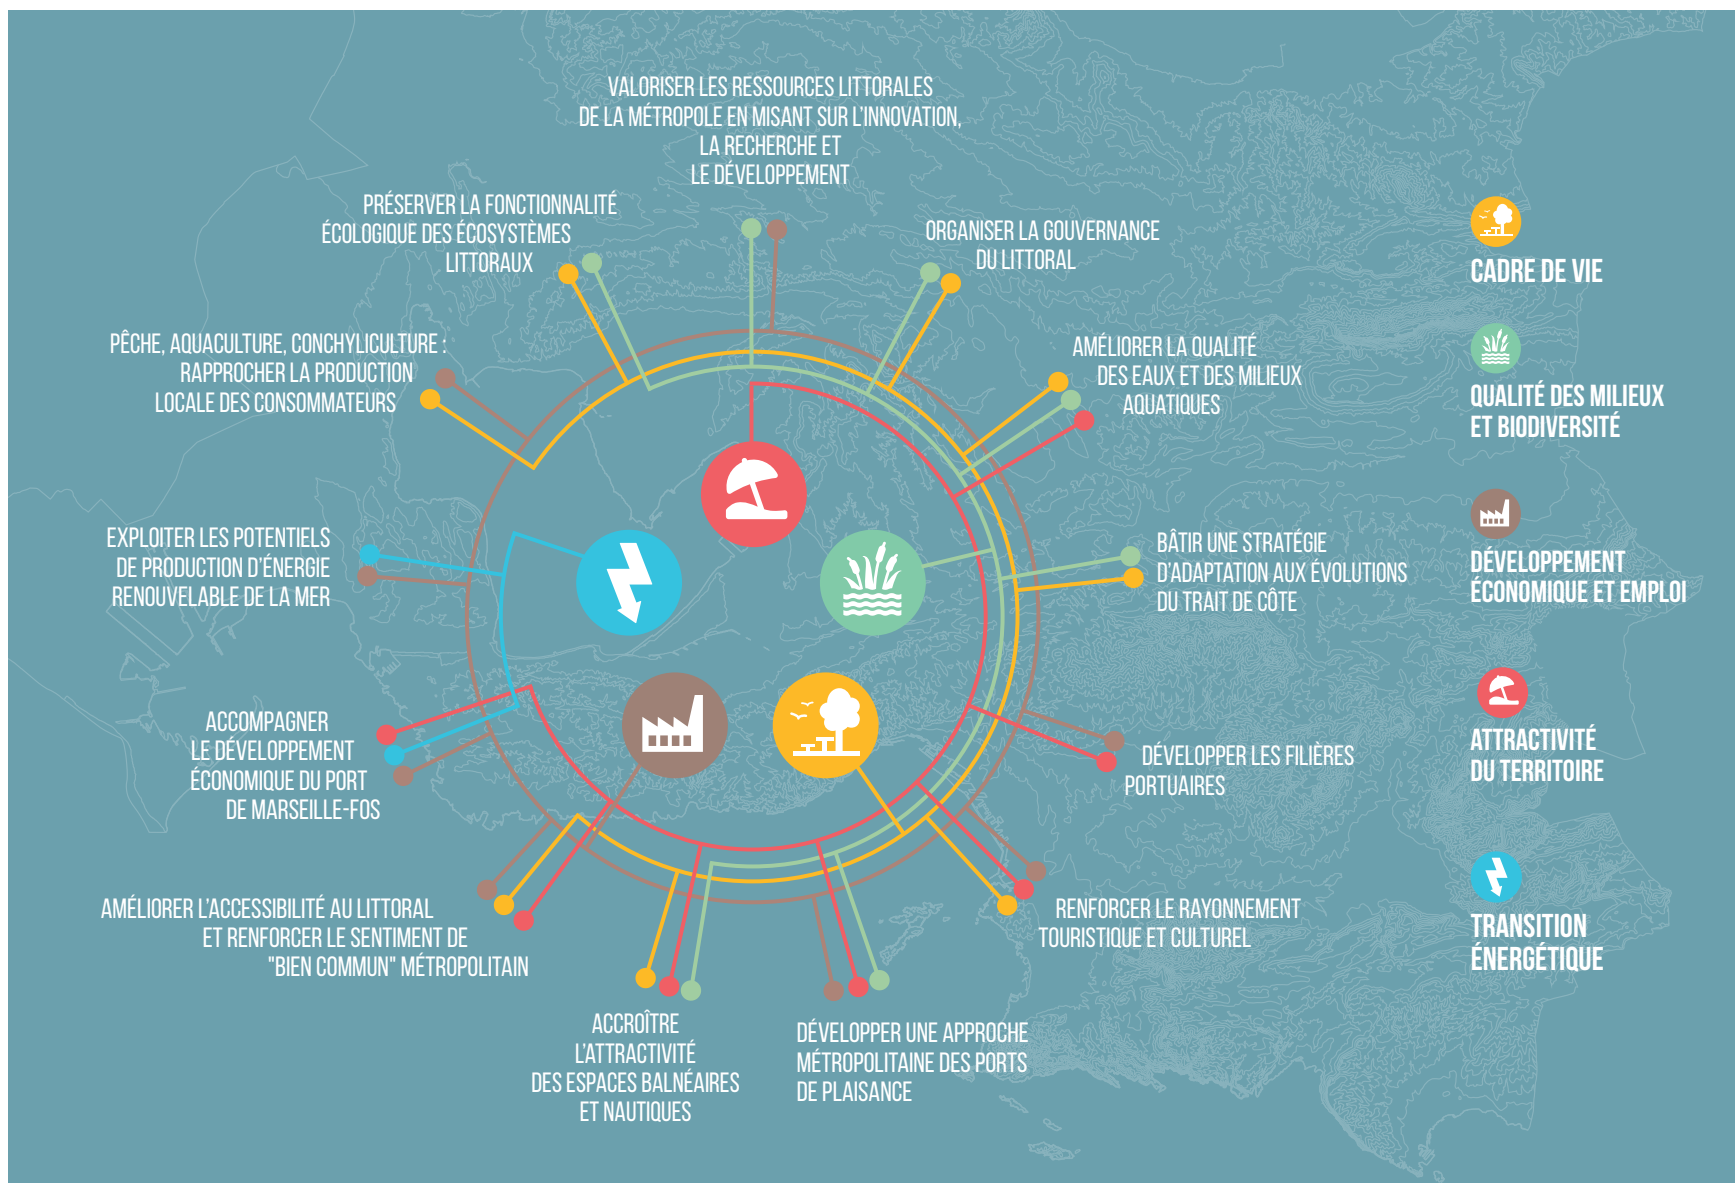 VALORISER LES RESSOURCES LITTORALES
DE LA MÉTROPOLE EN MISANT SUR L'INNOVATION,
LA RECHERCHE ET
LE DÉVELOPPEMENT
PRÉSERVER LA FONCTIONNALITÉ
ÉCOLOGIQUE DES ÉCOSYSTÈMES
LITTORAUX
ORGANISER LA GOUVERNANCE
DU LITTORAL
PÊCHE, AQUACULTURE, CONCHYLICULTURE :
RAPPROCHER LA PRODUCTION
LOCALE DES CONSOMMATEURS
AMÉLIORER LA QUALITÉ
DES EAUX ET DES MILIEUX
AQUATIQUES
EXPLOITER LES POTENTIELS
DE PRODUCTION D'ÉNERGIE
RENOUVELABLE DE LA MER
BÂTIR UNE STRATÉGIE
D'ADAPTATION AUX ÉVOLUTIONS
DU TRAIT DE CÔTE
ACCOMPAGNER
LE DÉVELOPPEMENT
ÉCONOMIQUE DU PORT
DE MARSEILLE-FOS
DÉVELOPPER LES FILIÈRES
PORTUAIRES
AMÉLIORER L'ACCESSIBILITÉ AU LITTORAL
ET RENFORCER LE SENTIMENT DE
"BIEN COMMUN" MÉTROPOLITAIN
RENFORCER LE RAYONNEMENT
TOURISTIQUE ET CULTUREL
ACCROÎTRE
L'ATTRACTIVITÉ
DES ESPACES BALNÉAIRES
ET NAUTIQUES
DÉVELOPPER UNE APPROCHE
MÉTROPOLITAINE DES PORTS
DE PLAISANCE
CADRE DE VIE
QUALITÉ DES MILIEUX
ET BIODIVERSITÉ
DÉVELOPPEMENT
ÉCONOMIQUE ET EMPLOI
ATTRACTIVITÉ
DU TERRITOIRE
TRANSITION
ÉNERGÉTIQUE